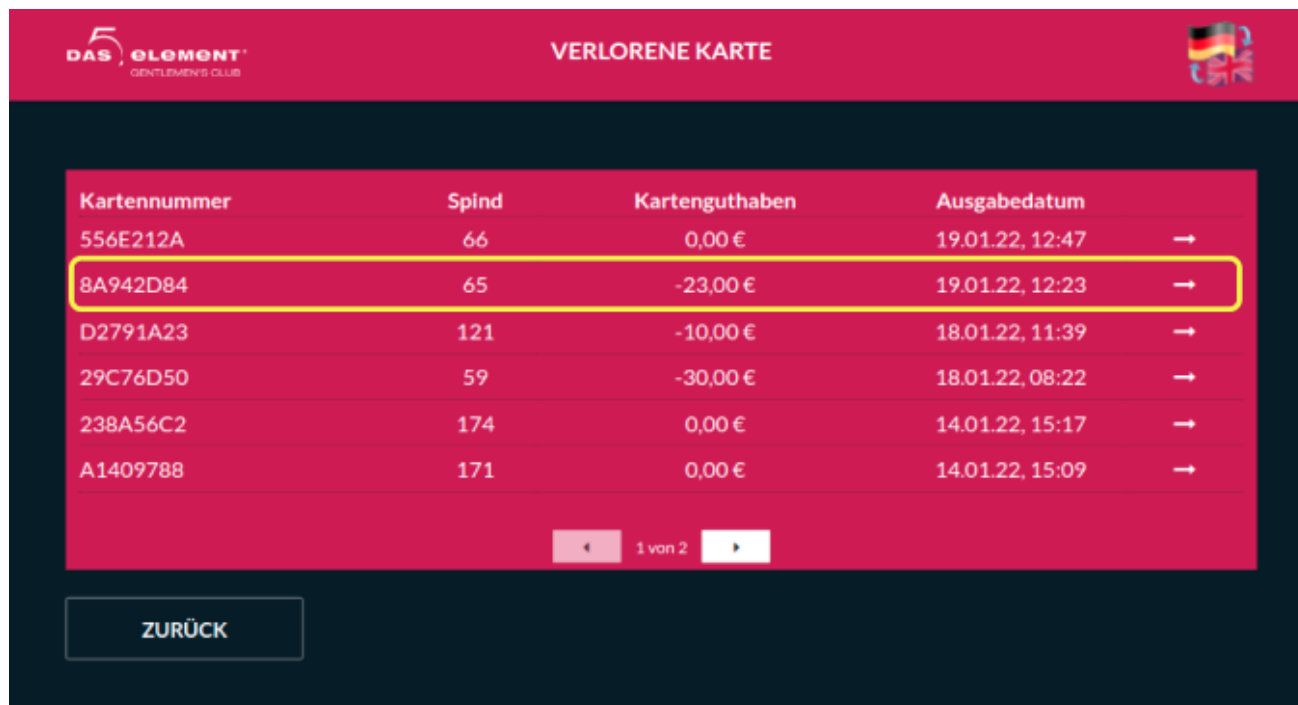 DAS 5 ELEMENT
GENTLEMEN'S CLUB
VERLORENE KARTE
Kartennummer Spind Kartenguthaben Ausgabedatum
556E212A 66 0,00 € 19.01.22, 12:47
8A942D84 65 -23,00 € 19.01.22, 12:23
D2791A23 121 -10,00 € 18.01.22, 11:39
29C76D50 59 -30,00 € 18.01.22, 08:22
238A56C2 174 0,00 € 14.01.22, 15:17
A1409788 171 0,00 € 14.01.22, 15:09
1 von 2
ZURÜCK